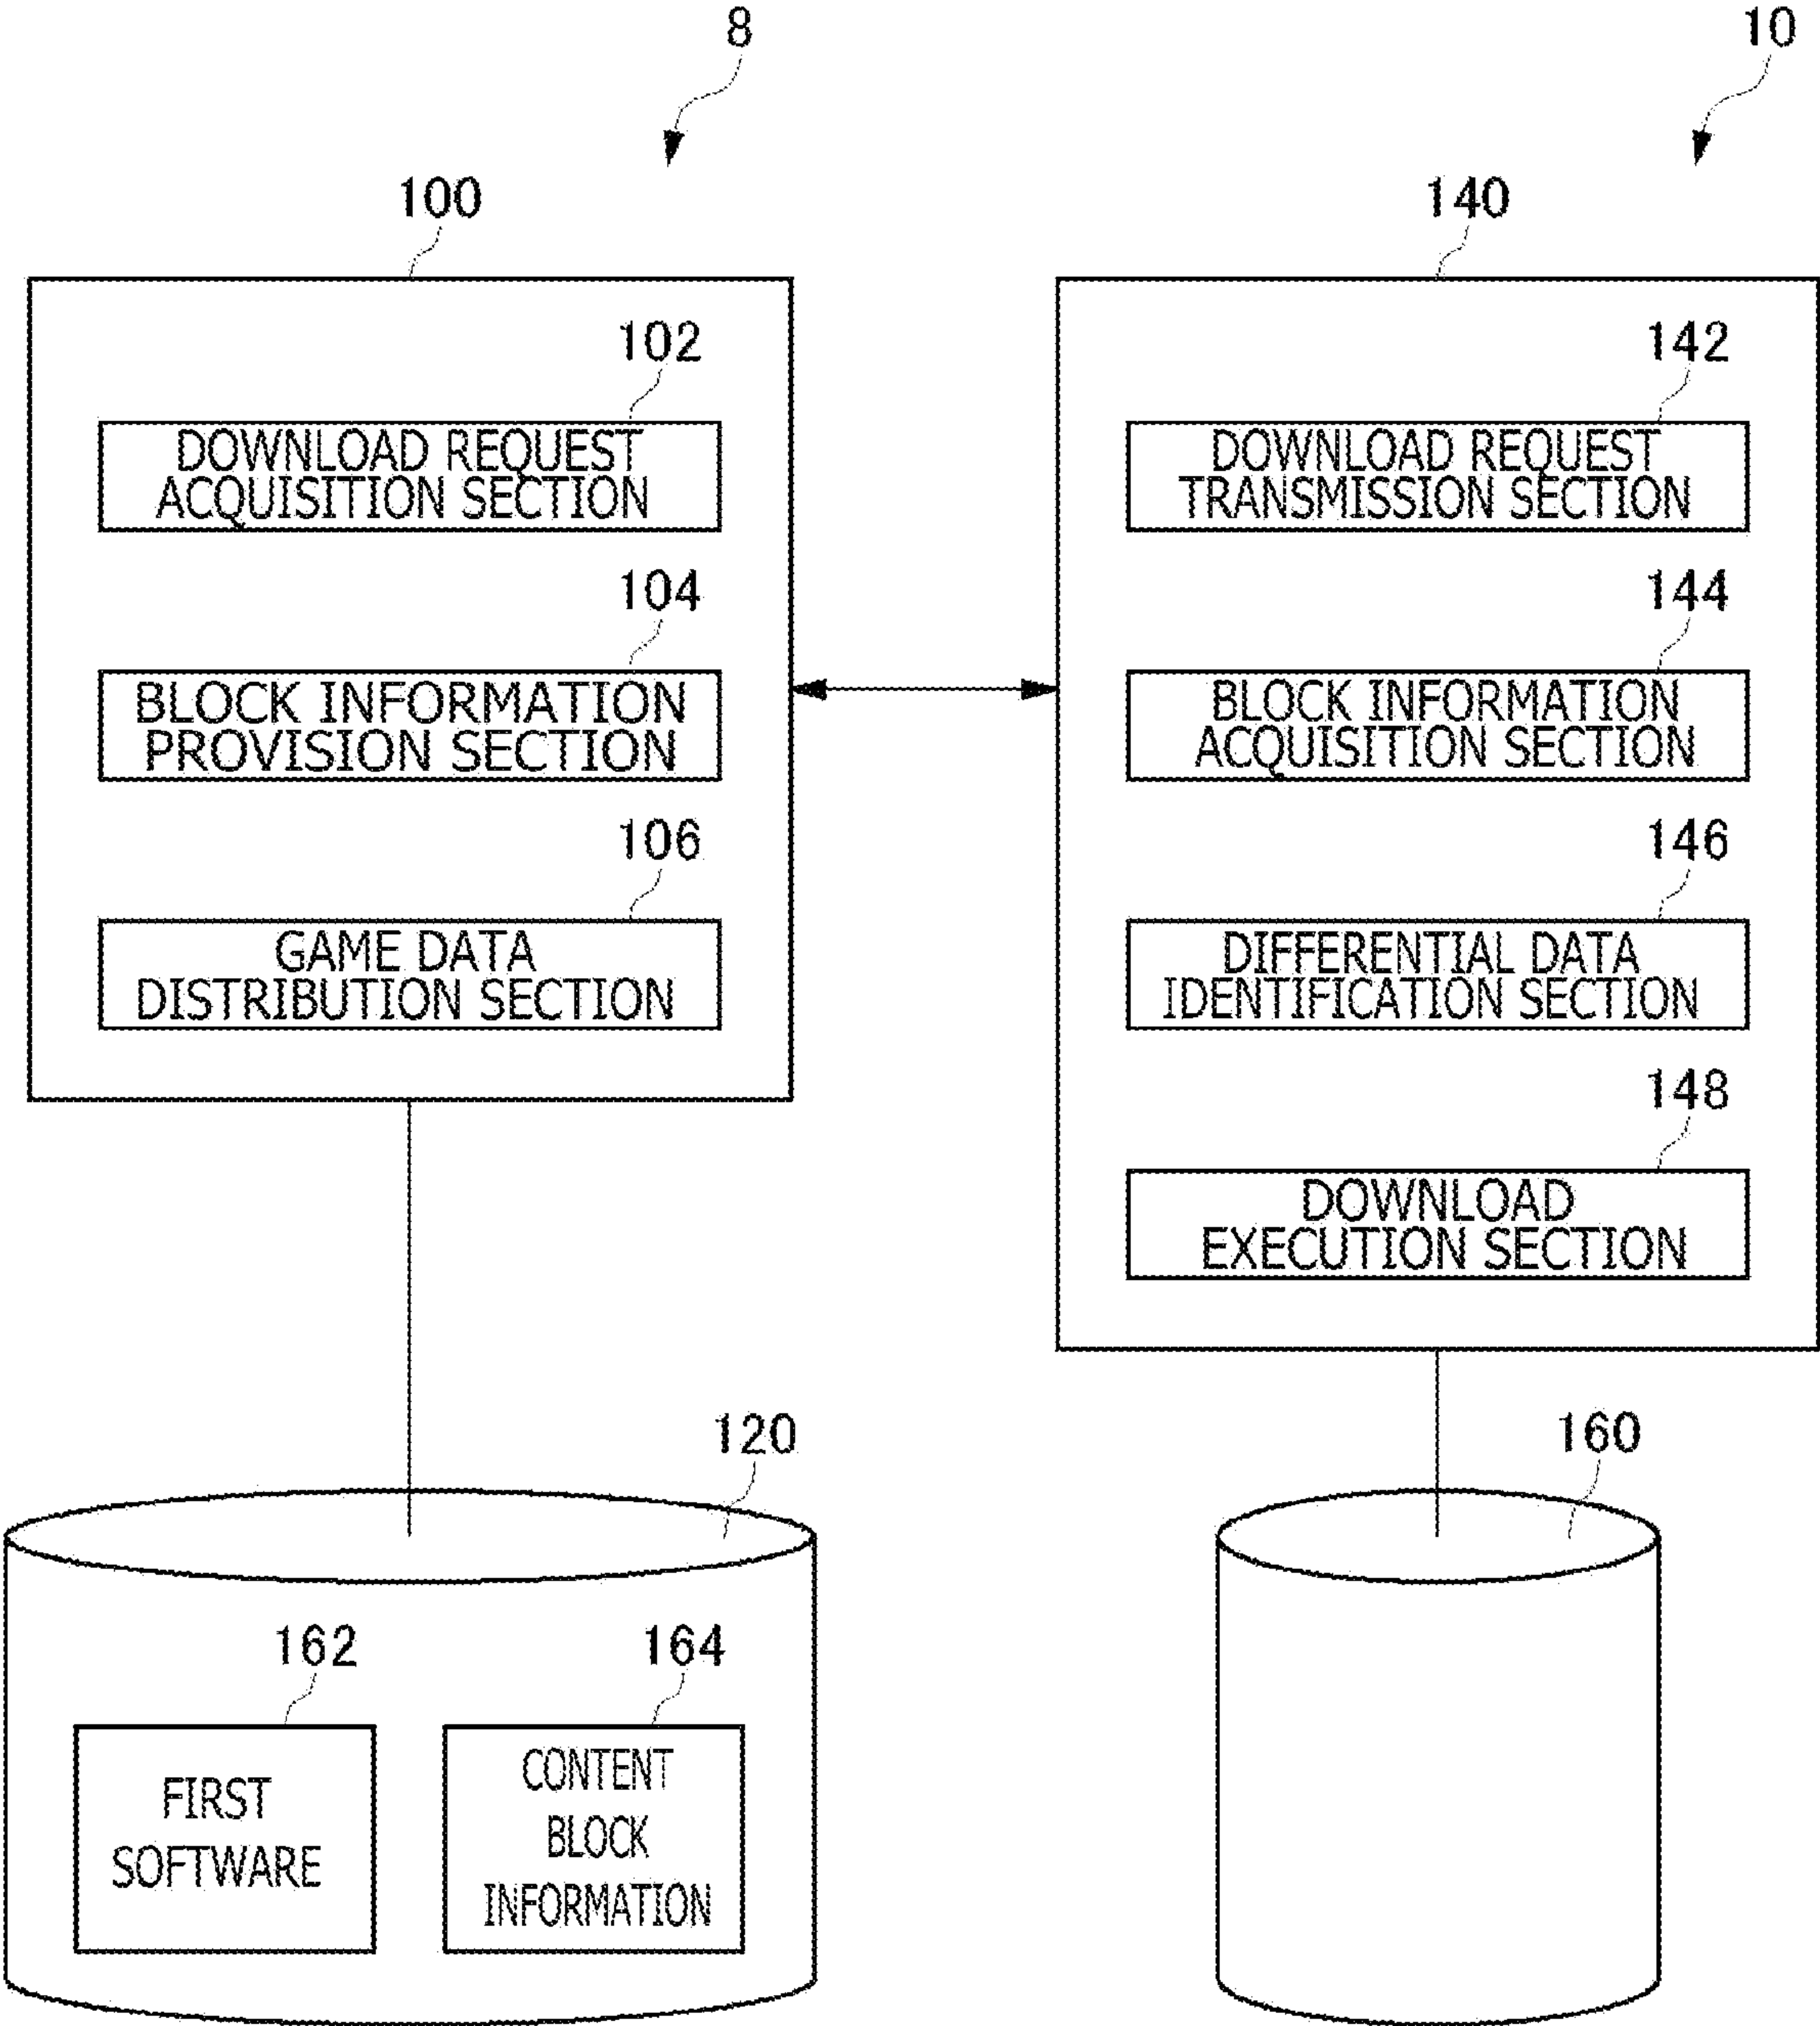 8
10
100
140
102
DOWNLOAD REQUEST
ACQUISITION SECTION
142
DOWNLOAD REQUEST
TRANSMISSION SECTION
104
BLOCK INFORMATION
PROVISION SECTION
144
BLOCK INFORMATION
ACQUISITION SECTION
106
GAME DATA
DISTRIBUTION SECTION
146
DIFFERENTIAL DATA
IDENTIFICATION SECTION
148
DOWNLOAD
EXECUTION SECTION
120
160
162
FIRST
SOFTWARE
164
CONTENT
BLOCK
INFORMATION